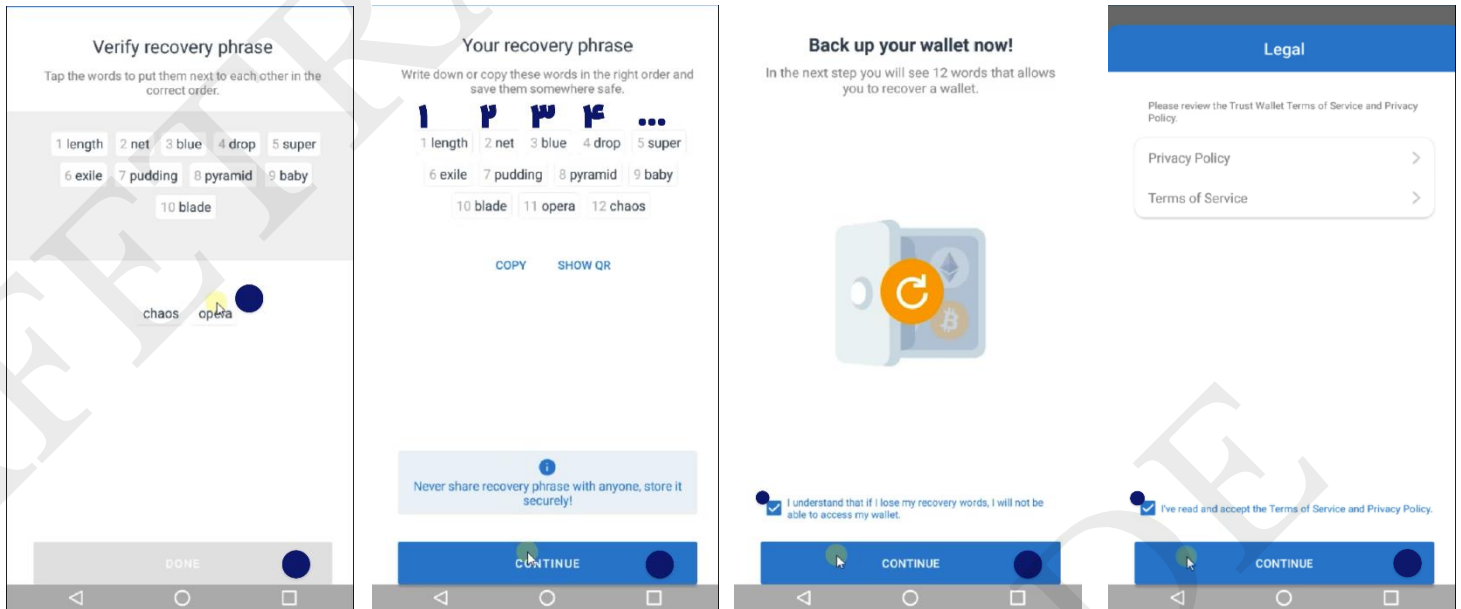 Verify recovery phrase
Tap the words to put them next to each other in the
correct order.
1 length 2 net 3 blue 4 drop 5 super
6 exile 7 pudding 8 pyramid 9 baby
10 blade
chaos opera
DONE
Your recovery phrase
Write down or copy these words in the right order and
save them somewhere safe.
۱ ۲ ۳ ۴ ...
1 length 2 net 3 blue 4 drop 5 super
6 exile 7 pudding 8 pyramid 9 baby
10 blade 11 opera 12 chaos
COPY SHOW QR
Never share recovery phrase with anyone, store it
securely!
CONTINUE
Back up your wallet now!
In the next step you will see 12 words that allows
you to recover a wallet.
I understand that if I lose my recovery words, I will not be
able to access my wallet.
CONTINUE
Legal
Please review the Trust Wallet Terms of Service and Privacy
Policy.
Privacy Policy
Terms of Service
I've read and accept the Terms of Service and Privacy Policy.
CONTINUE